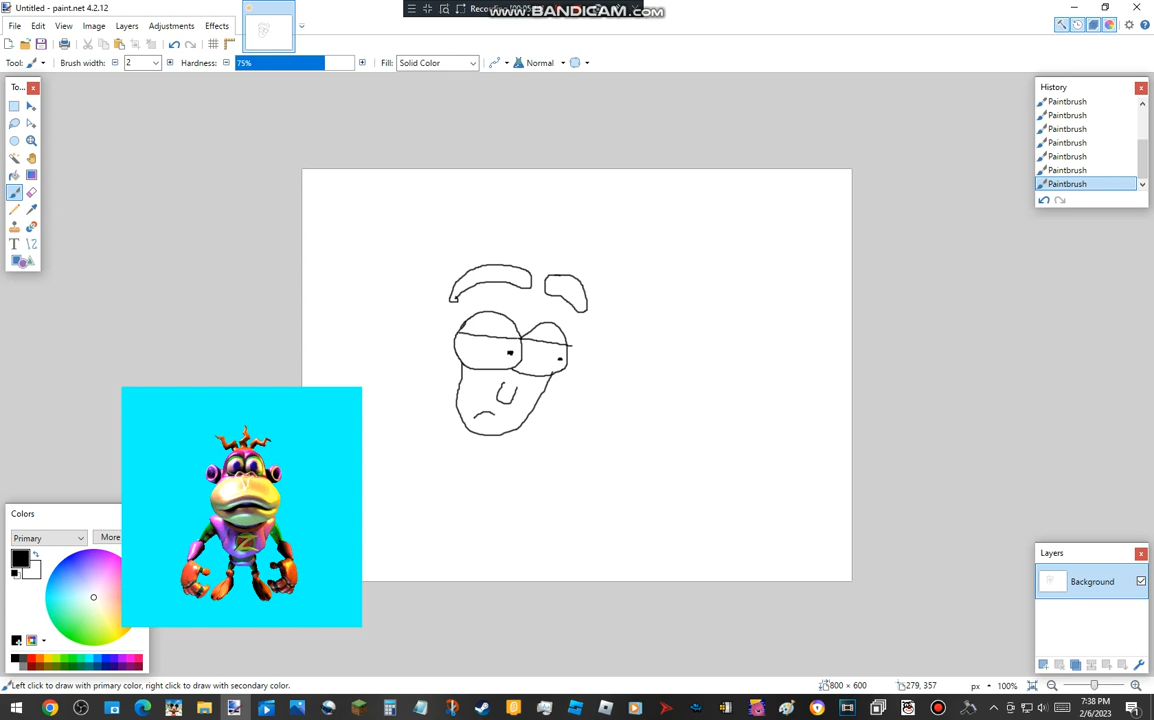 Untitled - paint.net 4.2.12
Recording
www.BANDICAM.com
File Edit View Image Layers Adjustments Effects
Tool: Brush width: 2 Hardness: 75% Fill: Solid Color Normal
To...
History
Paintbrush
Paintbrush
Paintbrush
Paintbrush
Paintbrush
Paintbrush
Paintbrush
Z
Colors
Primary
More
Layers
Background
Left click to draw with primary color, right click to draw with secondary color.
800 × 600
279, 357
px
100%
7:38 PM
2/6/2023